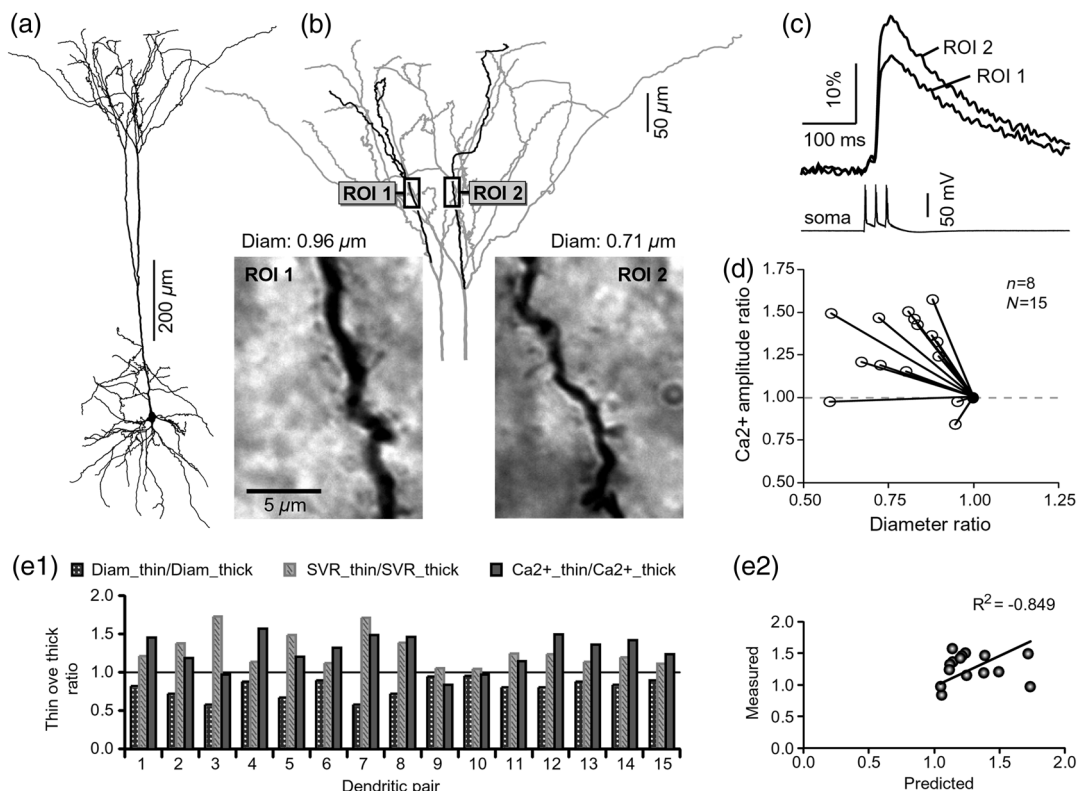 (a)
200 µm
(b)
50 µm
ROI 1
ROI 2
Diam: 0.96 µm
Diam: 0.71 µm
ROI 1
5 µm
ROI 2
(c)
10%
100 ms
ROI 2
ROI 1
soma
50 mV
(d)
Ca2+ amplitude ratio
1.75
1.50
1.25
1.00
0.75
0.50
n=8
N=15
0.50 0.75 1.00 1.25
Diameter ratio
(e1)
Diam_thin/Diam_thick SVR_thin/SVR_thick Ca2+_thin/Ca2+_thick
Thin ove thick
ratio
2.0
1.5
1.0
0.5
0.0
1 2 3 4 5 6 7 8 9 10 11 12 13 14 15
Dendritic pair
(e2)
R2 = -0.849
Measured
2.0
1.5
1.0
0.5
0.0
0.0 0.5 1.0 1.5 2.0
Predicted